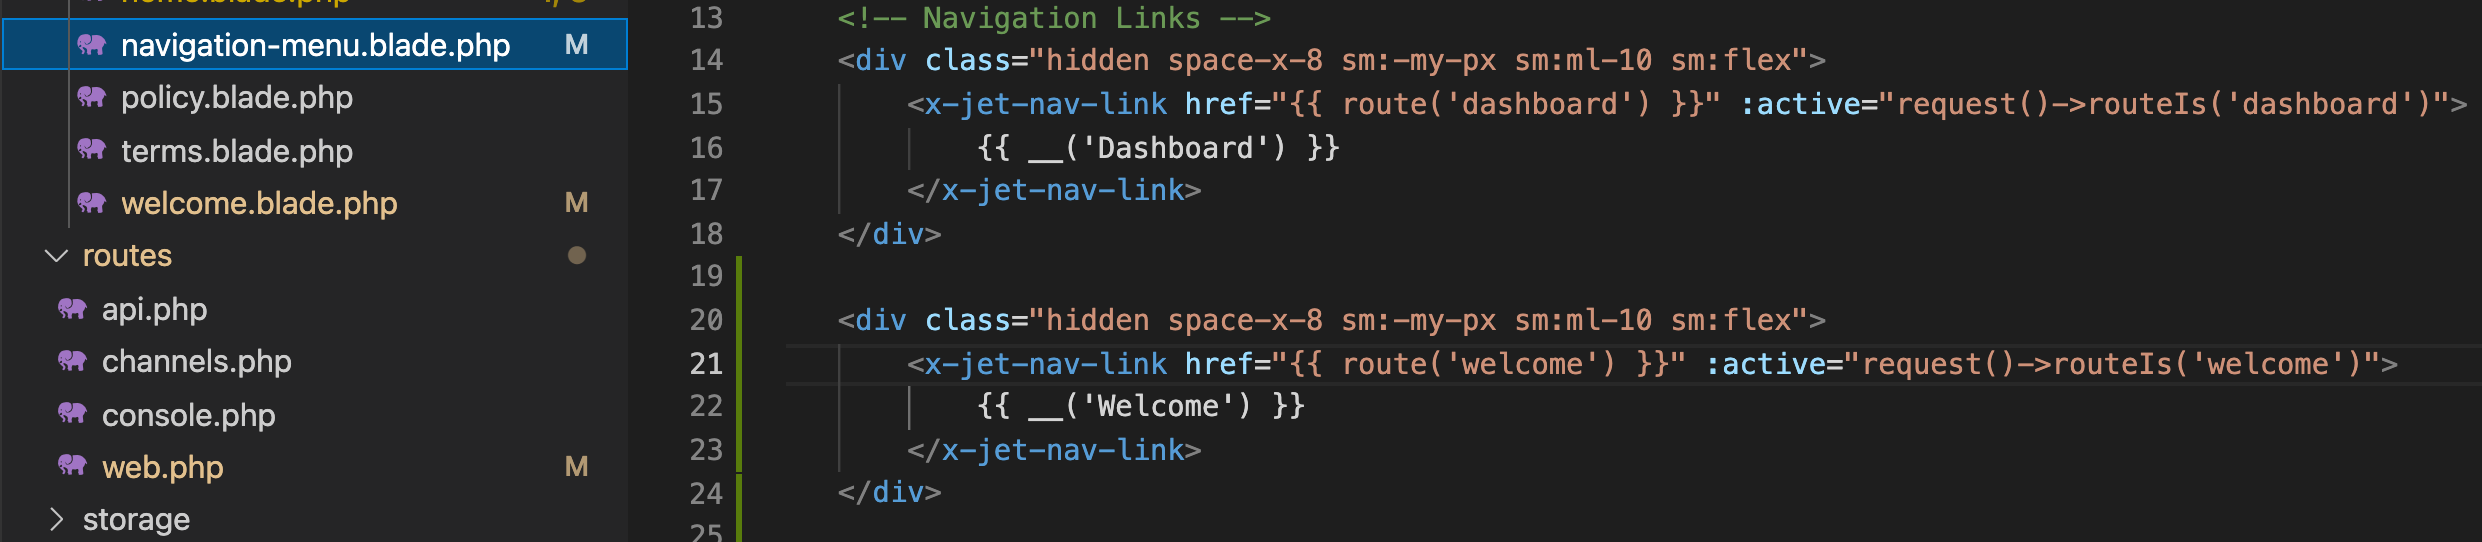 home.blade.php
navigation-menu.blade.php M
policy.blade.php
terms.blade.php
welcome.blade.php M
routes
api.php
channels.php
console.php
web.php M
storage
13 <!-- Navigation Links -->
14 <div class="hidden space-x-8 sm:-my-px sm:ml-10 sm:flex">
15 <x-jet-nav-link href="{{ route('dashboard') }}" :active="request()->routeIs('dashboard')">
16 {{ __('Dashboard') }}
17 </x-jet-nav-link>
18 </div>
19
20 <div class="hidden space-x-8 sm:-my-px sm:ml-10 sm:flex">
21 <x-jet-nav-link href="{{ route('welcome') }}" :active="request()->routeIs('welcome')">
22 {{ __('Welcome') }}
23 </x-jet-nav-link>
24 </div>
25